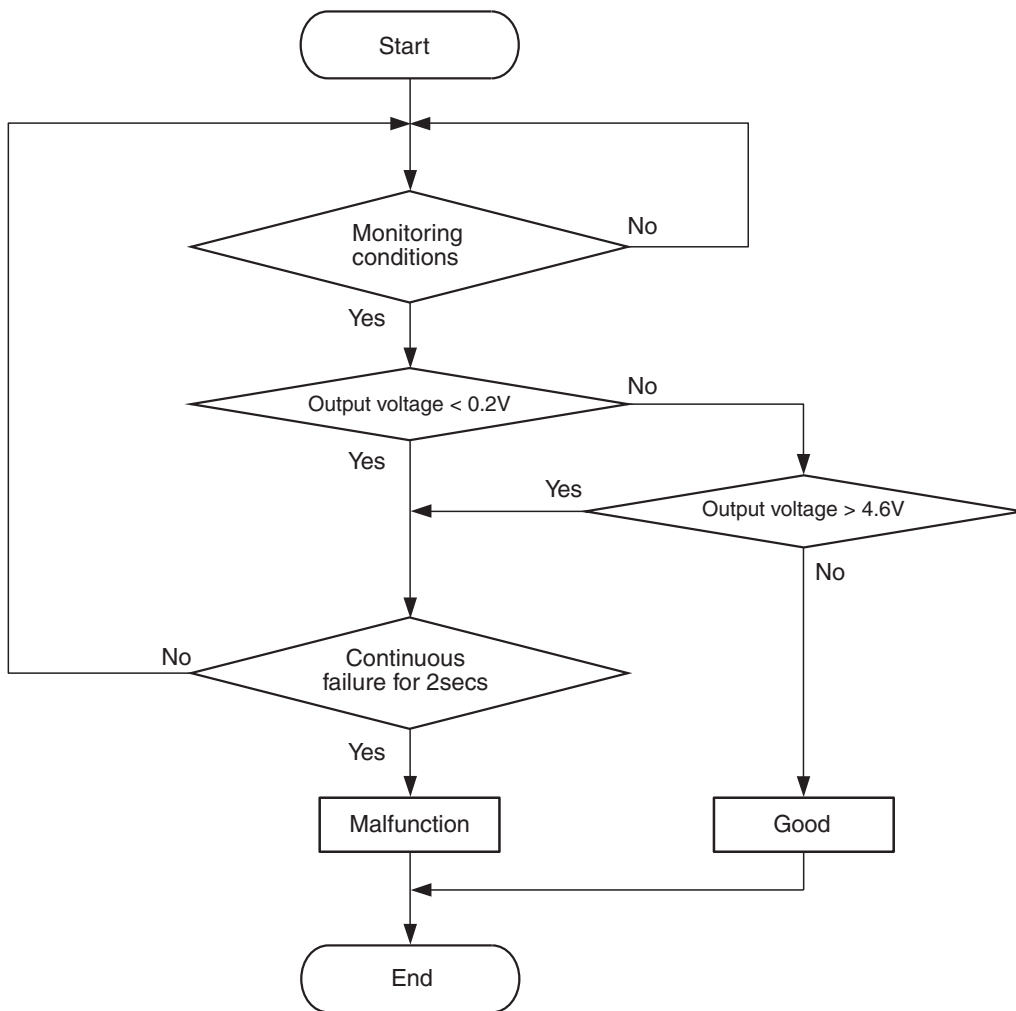 Start
Monitoring
conditions
No
Yes
Output voltage < 0.2V
No
Yes
Output voltage > 4.6V
Yes
No
Continuous
failure for 2secs
No
Yes
Malfunction
Good
End